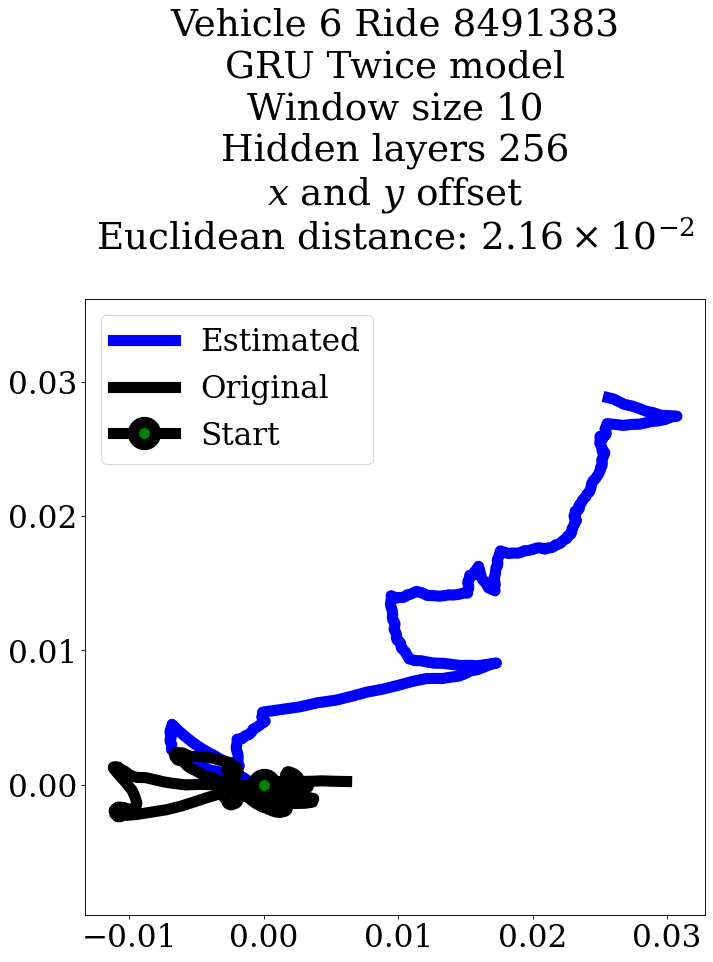 Vehicle 6 Ride 8491383
GRU Twice model
Window size 10
Hidden layers 256
x and y offset
Euclidean distance: 2.16 × 10⁻²
Estimated
Original
Start
0.03
0.02
0.01
0.00
−0.01 0.00 0.01 0.02 0.03